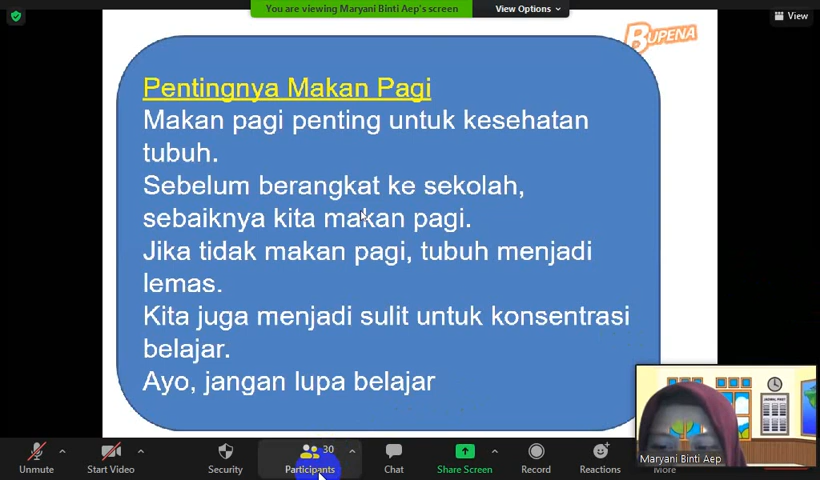 You are viewing Maryani Binti Aep's screen
View Options
View
BUPENA
Pentingnya Makan Pagi
Makan pagi penting untuk kesehatan
tubuh.
Sebelum berangkat ke sekolah,
sebaiknya kita makan pagi.
Jika tidak makan pagi, tubuh menjadi
lemas.
Kita juga menjadi sulit untuk konsentrasi
belajar.
Ayo, jangan lupa belajar
Maryani Binti Aep
30
Unmute
Start Video
Security
Participants
Chat
Share Screen
Record
Reactions
More